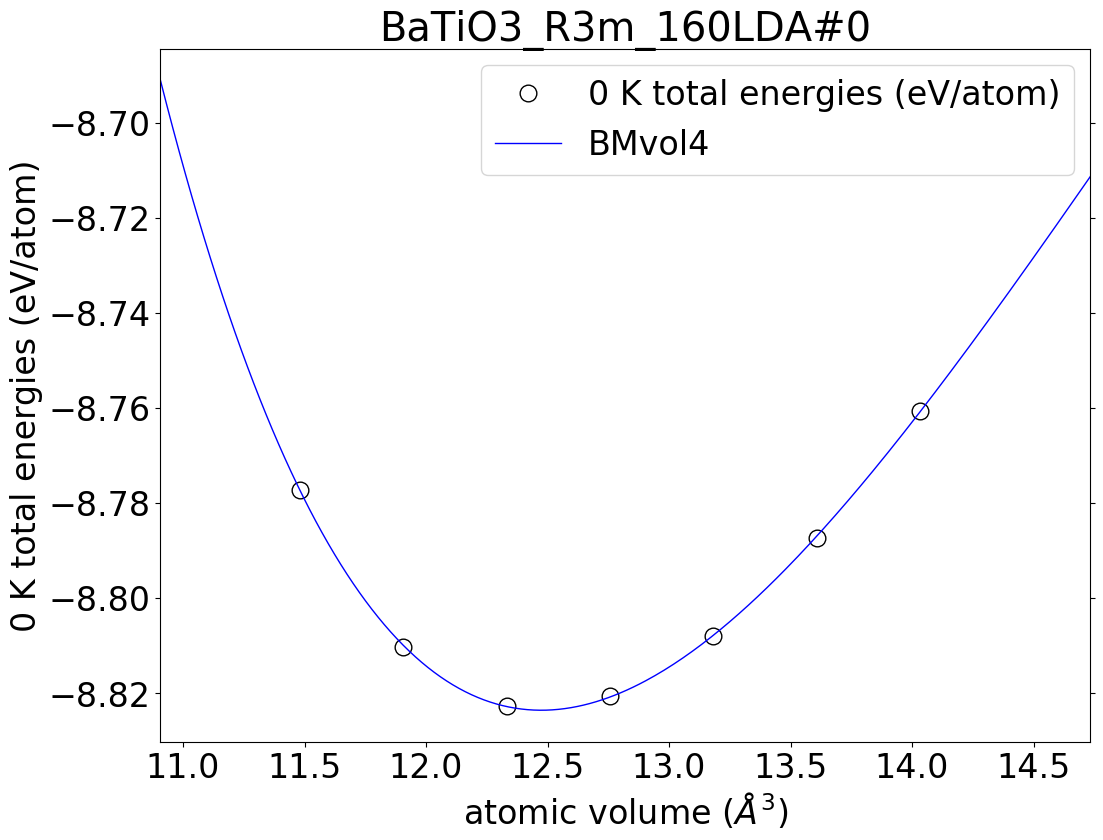 BaTiO3_R3m_160LDA#0
0 K total energies (eV/atom)
BMvol4
0 K total energies (eV/atom)
−8.70
−8.72
−8.74
−8.76
−8.78
−8.80
−8.82
11.0 11.5 12.0 12.5 13.0 13.5 14.0 14.5
atomic volume (Å³)